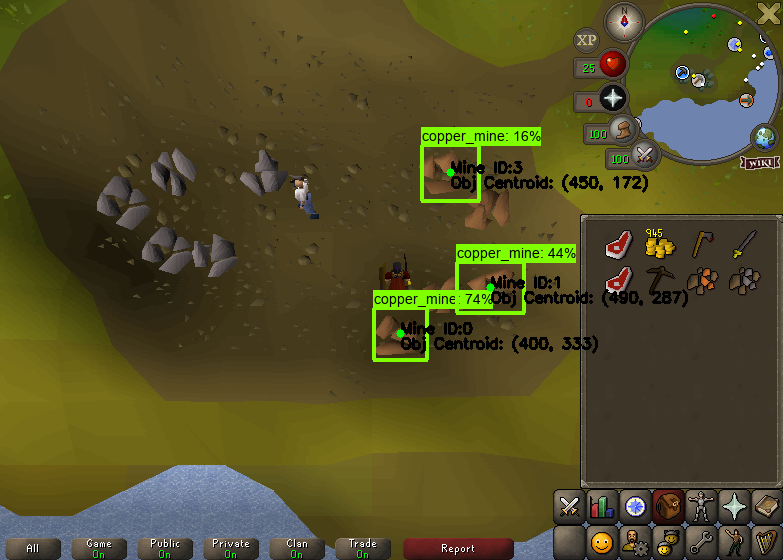 N
XP
25
0
100
100
WIKI
copper_mine: 16%
Mine ID:3
Obj Centroid: (450, 172)
945
copper_mine: 44%
Mine ID:1
Obj Centroid: (490, 287)
copper_mine: 74%
Mine ID:0
Obj Centroid: (400, 333)
All
Game
On
Public
On
Private
On
Clan
On
Trade
On
Report